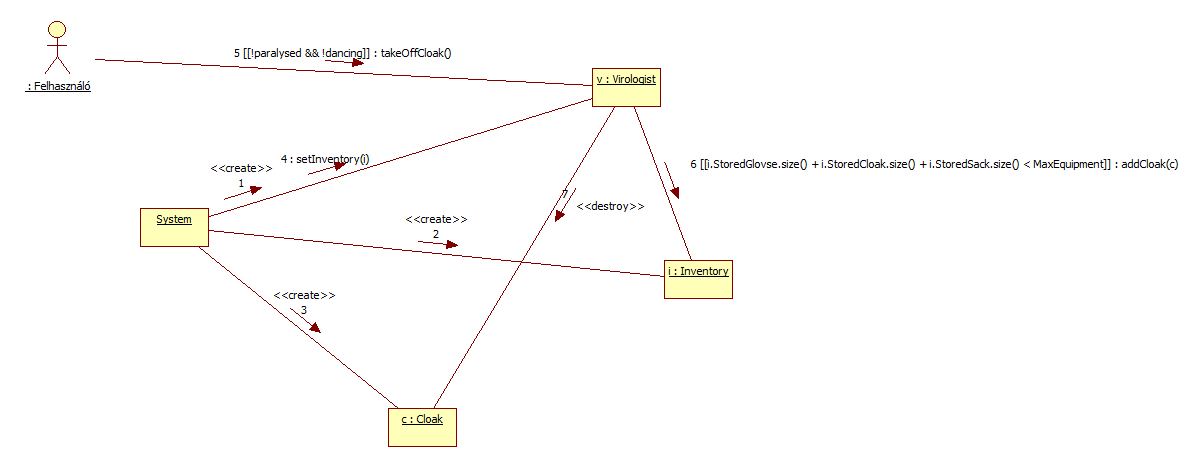 5 [[!paralysed && !dancing]] : takeOffCloak()
: Felhasználó
v : Virologist
4 : setInventory(i)
<<create>>
1
6 [[i.StoredGlovse.size() + i.StoredCloak.size() + i.StoredSack.size() < MaxEquipment]] : addCloak(c)
7
<<destroy>>
System
<<create>>
2
i : Inventory
<<create>>
3
c : Cloak